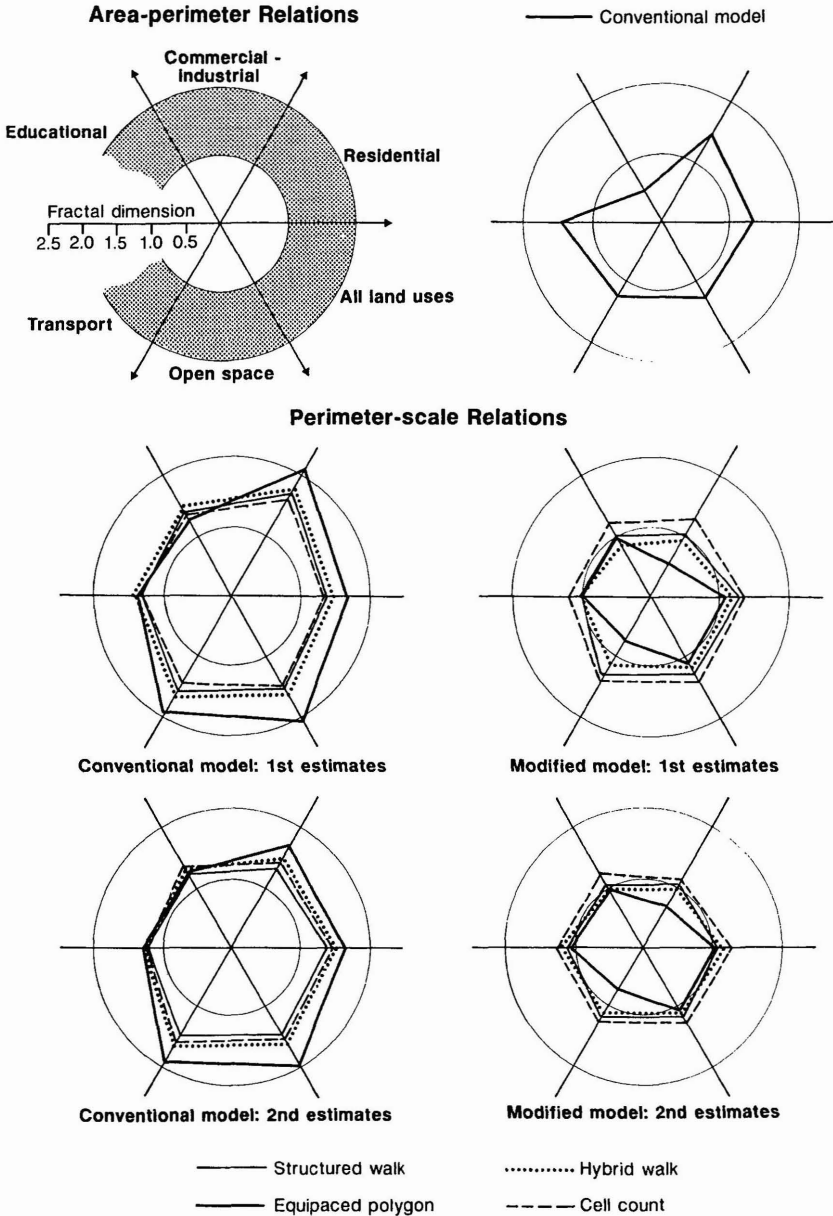 Area-perimeter Relations
Conventional model
Commercial -
industrial
Educational
Residential
Fractal dimension
2.5 2.0 1.5 1.0 0.5
All land uses
Transport
Open space
Perimeter-scale Relations
Conventional model: 1st estimates
Modified model: 1st estimates
Conventional model: 2nd estimates
Modified model: 2nd estimates
Structured walk
Hybrid walk
Equipaced polygon
Cell count